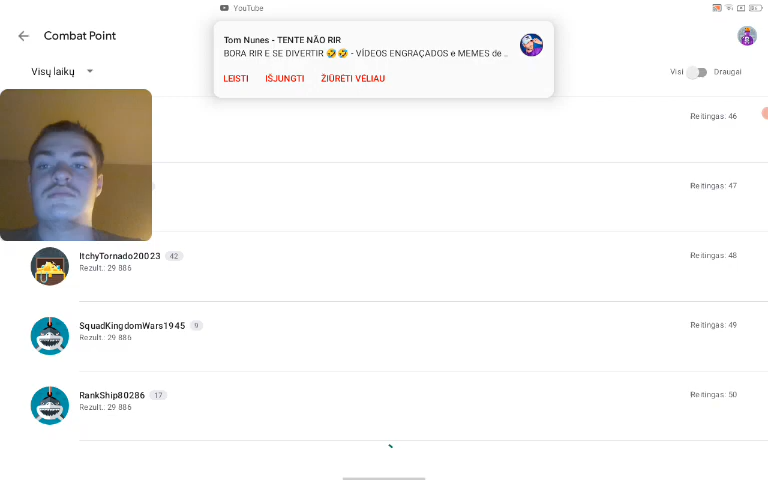 YouTube
Combat Point
Tom Nunes - TENTE NÃO RIR
BORA RIR E SE DIVERTIR 🤣🤣 - VÍDEOS ENGRAÇADOS e MEMES de ..
LEISTI IŠJUNGTI ŽIŪRĖTI VĖLIAU
Visų laikų
Visi Draugai
Reitingas: 46
Reitingas: 47
ItchyTornado20023 42
Rezult.: 29 886
Reitingas: 48
SquadKingdomWars1945 9
Rezult.: 29 886
Reitingas: 49
RankShip80286 17
Rezult.: 29 886
Reitingas: 50